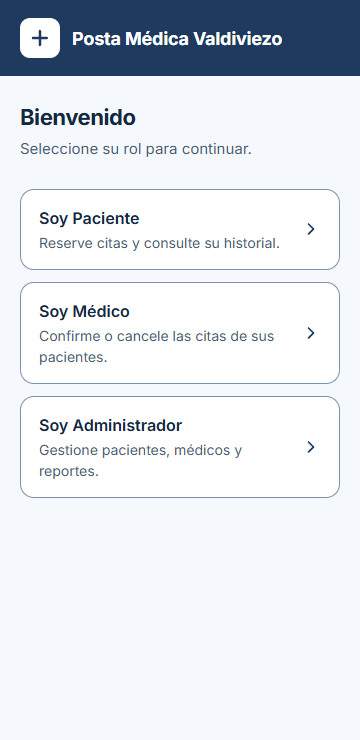 Posta Médica Valdiviezo
Bienvenido
Seleccione su rol para continuar.
Soy Paciente
Reserve citas y consulte su historial.
Soy Médico
Confirme o cancele las citas de sus
pacientes.
Soy Administrador
Gestione pacientes, médicos y
reportes.